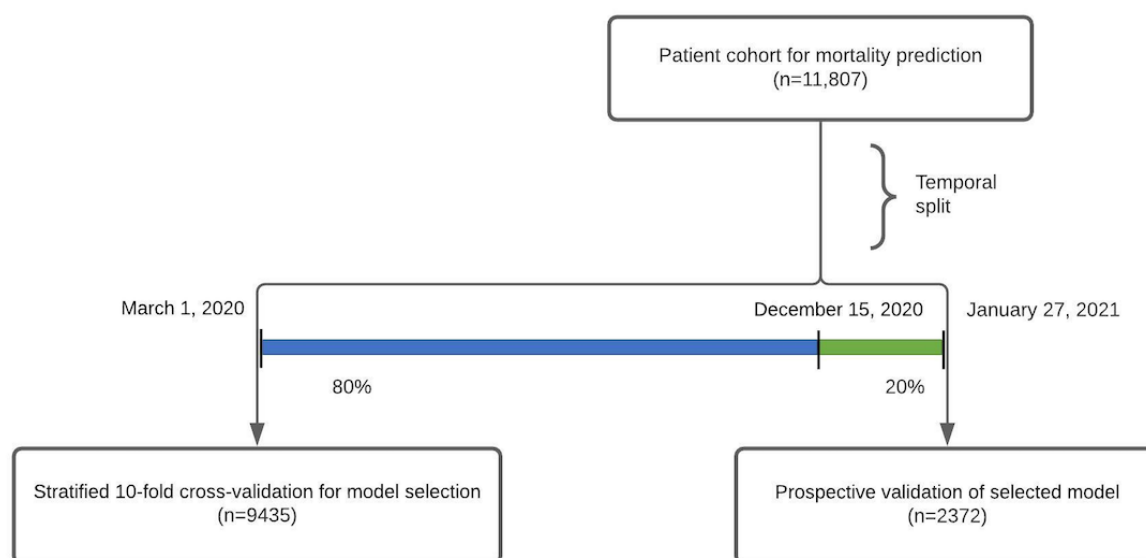 Patient cohort for mortality prediction
(n=11,807)
Temporal
split
March 1, 2020
December 15, 2020
January 27, 2021
80%
20%
Stratified 10-fold cross-validation for model selection
(n=9435)
Prospective validation of selected model
(n=2372)